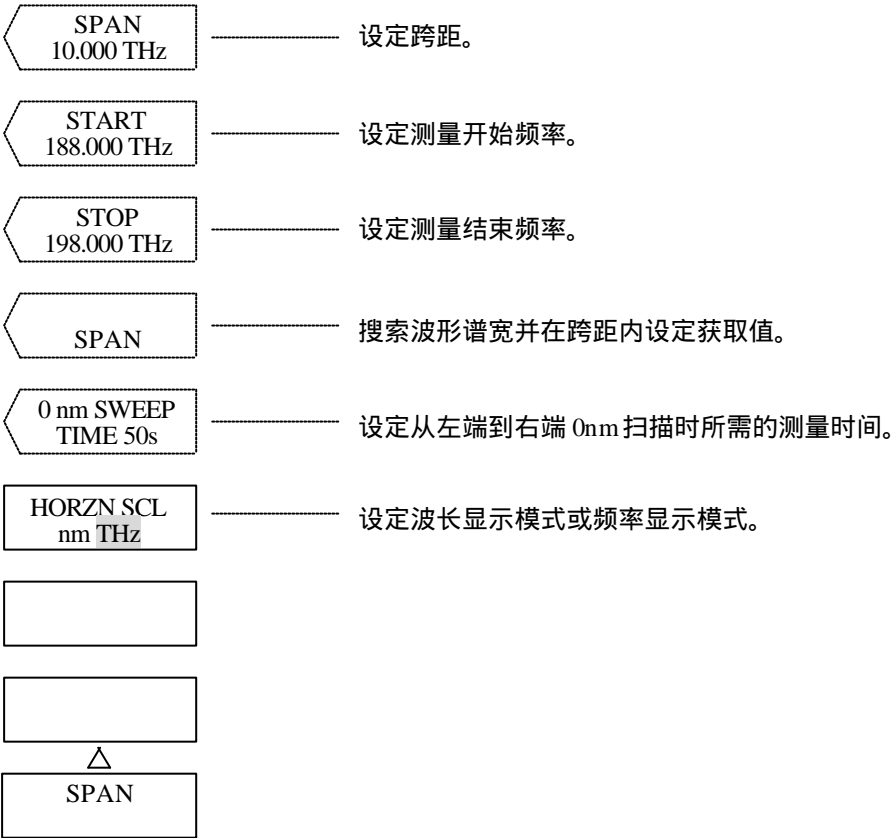 SPAN
10.000 THz
设定跨距。
START
188.000 THz
设定测量开始频率。
STOP
198.000 THz
设定测量结束频率。
SPAN
搜索波形谱宽并在跨距内设定获取值。
0 nm SWEEP
TIME 50s
设定从左端到右端 0nm 扫描时所需的测量时间。
HORZN SCL
nm THz
设定波长显示模式或频率显示模式。
SPAN